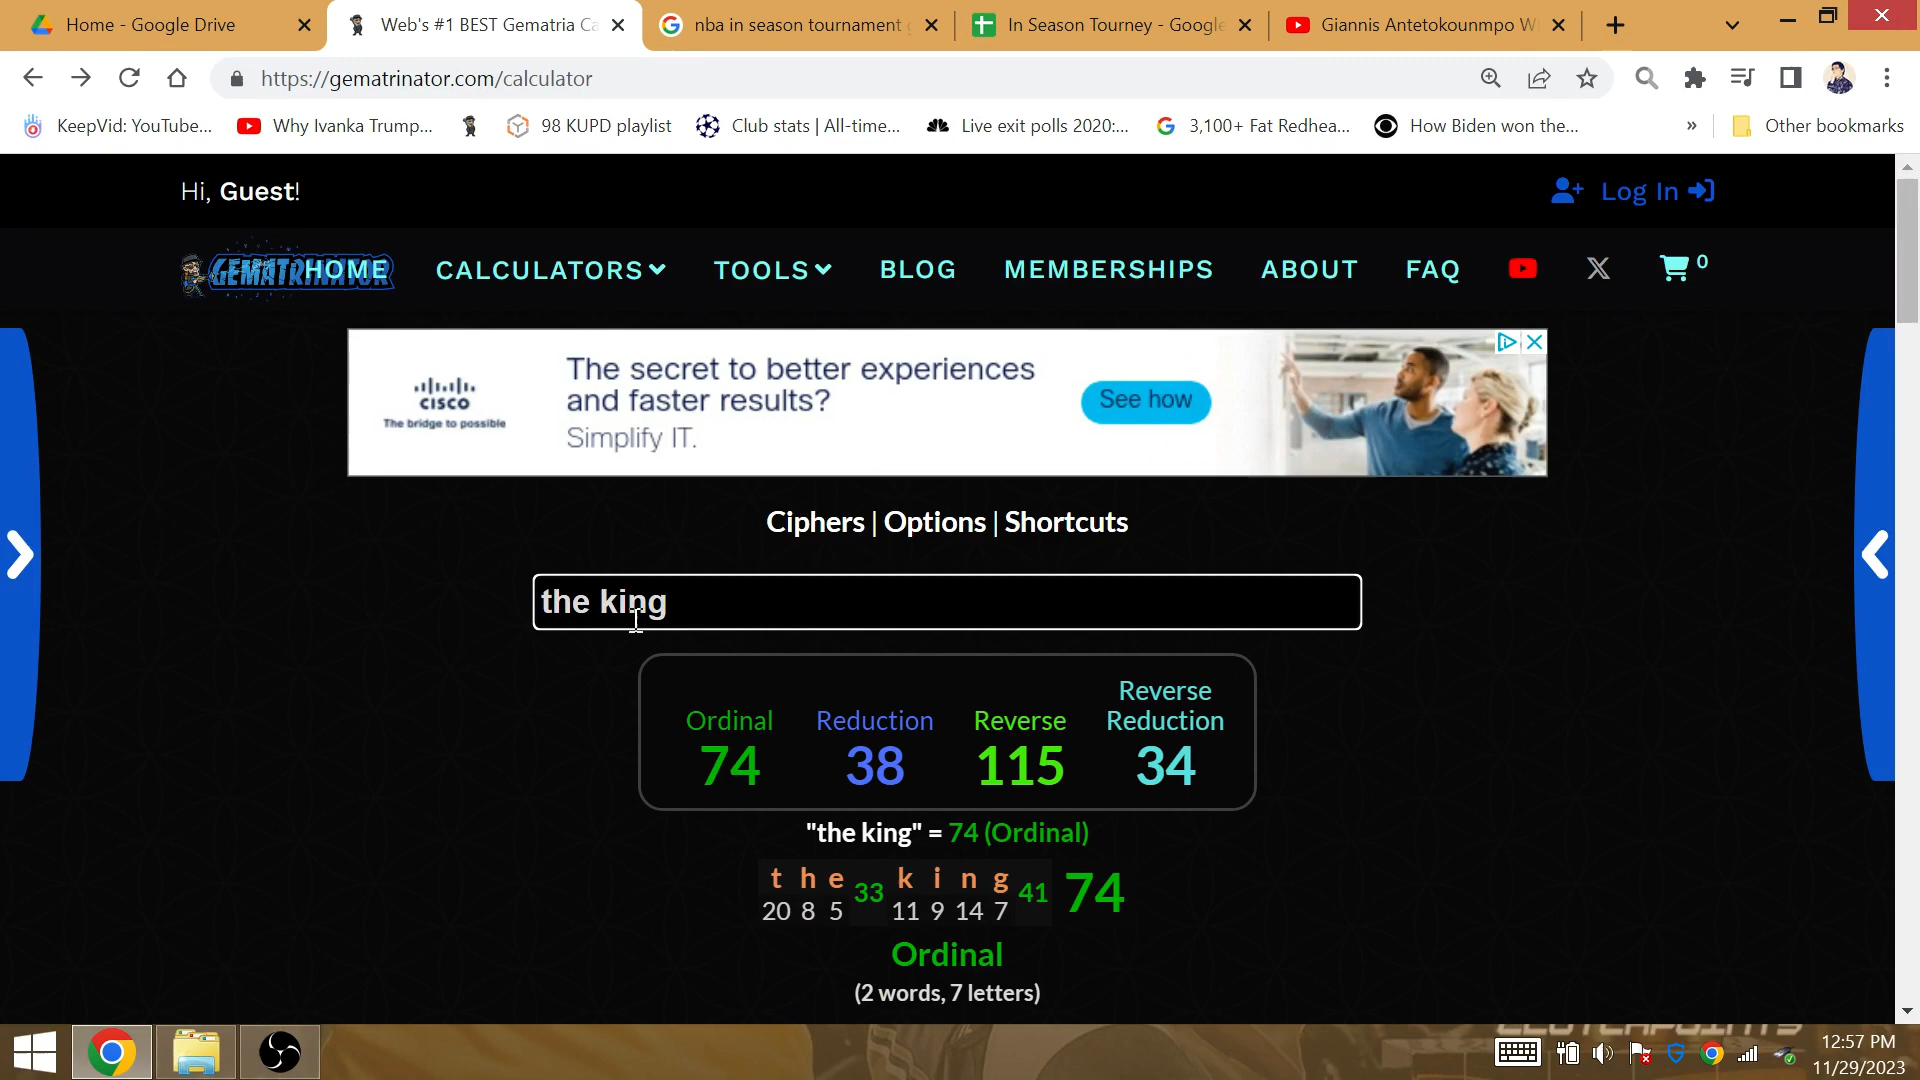 Home - Google Drive
Web's #1 BEST Gematria Ca
nba in season tournament g
In Season Tourney - Google
Giannis Antetokounmpo W
https://gematrinator.com/calculator
KeepVid: YouTube...
Why Ivanka Trump...
98 KUPD playlist
Club stats | All-time...
Live exit polls 2020:...
3,100+ Fat Redhea...
How Biden won the...
»
Other bookmarks
Hi, Guest!
Log In
GEMATRINATOR
HOME
CALCULATORS
TOOLS
BLOG
MEMBERSHIPS
ABOUT
FAQ
0
CISCO
The bridge to possible
The secret to better experiences
and faster results?
Simplify IT.
See how
Ciphers | Options | Shortcuts
the king
Ordinal
74
Reduction
38
Reverse
115
Reverse
Reduction
34
"the king" = 74 (Ordinal)
t h e 33 k i n g 41 74
20 8 5 11 9 14 7
Ordinal
(2 words, 7 letters)
CLUTCHPOINTS
12:57 PM
11/29/2023